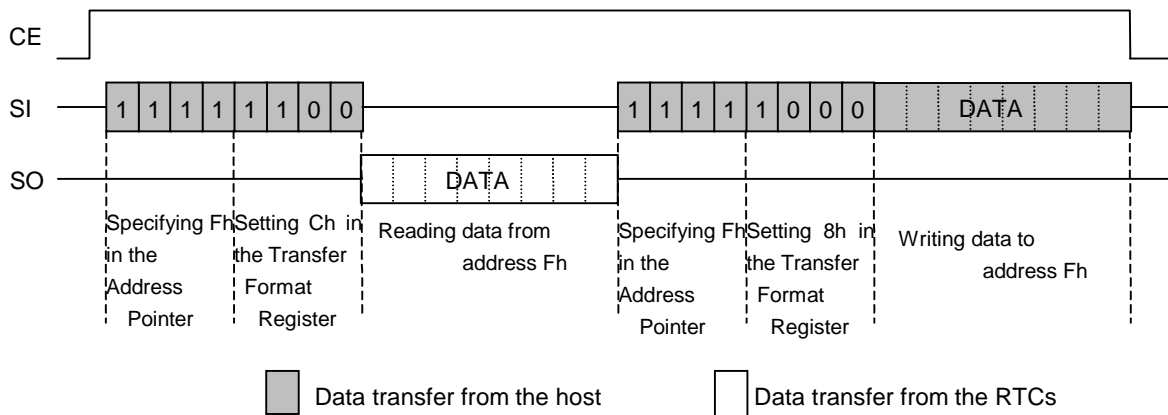 CE
SI
1 1 1 1 1 1 0 0
1 1 1 1 1 0 0 0
DATA
SO
DATA
Specifying Fh
in the
Address
Pointer
Setting Ch in
the Transfer
Format
Register
Reading data from
address Fh
Specifying Fh
in the
Address
Pointer
Setting 8h in
the Transfer
Format
Register
Writing data to
address Fh
Data transfer from the host
Data transfer from the RTCs